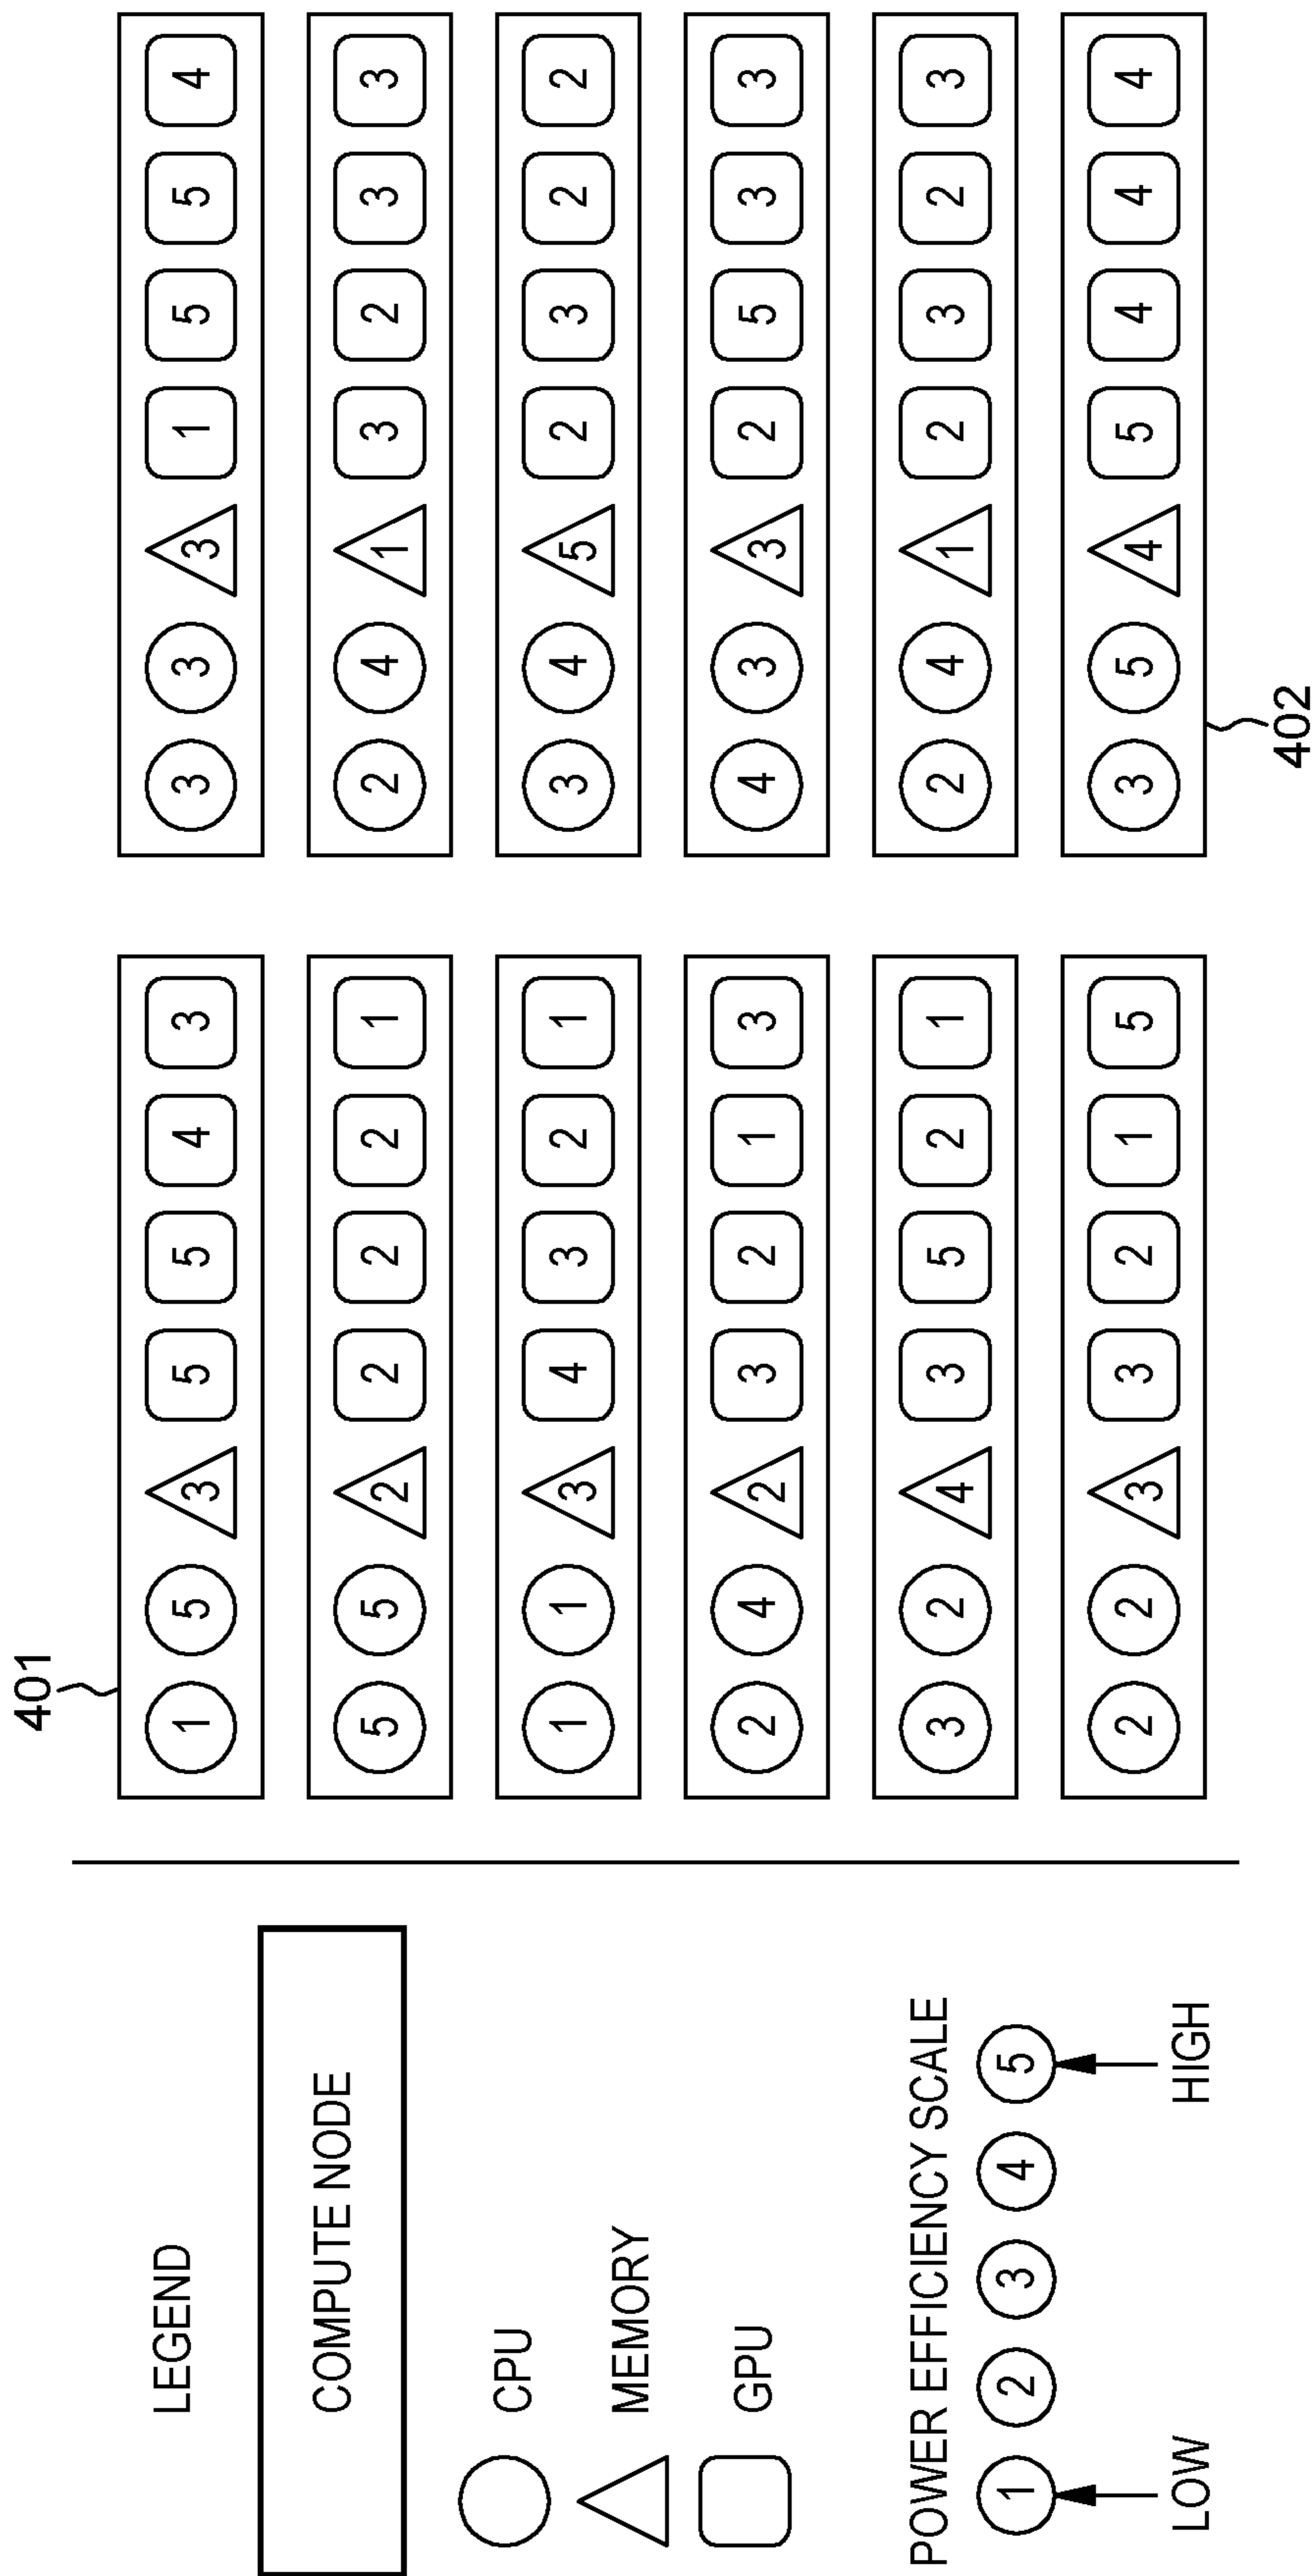 LEGEND
COMPUTE NODE
CPU
MEMORY
GPU
POWER EFFICIENCY SCALE
1 2 3 4 5
LOW
HIGH
401
1 5 3 5 5 4 3
5 5 2 2 2 2 1
1 1 3 4 3 2 1
2 4 2 3 2 1 3
3 2 4 3 5 2 1
2 2 3 3 2 1 5
3 3 3 1 5 5 4
2 4 1 3 2 3 3
3 4 5 2 3 2 2
4 3 3 2 5 3 3
2 4 1 2 3 2 3
3 5 4 5 4 4 4
402